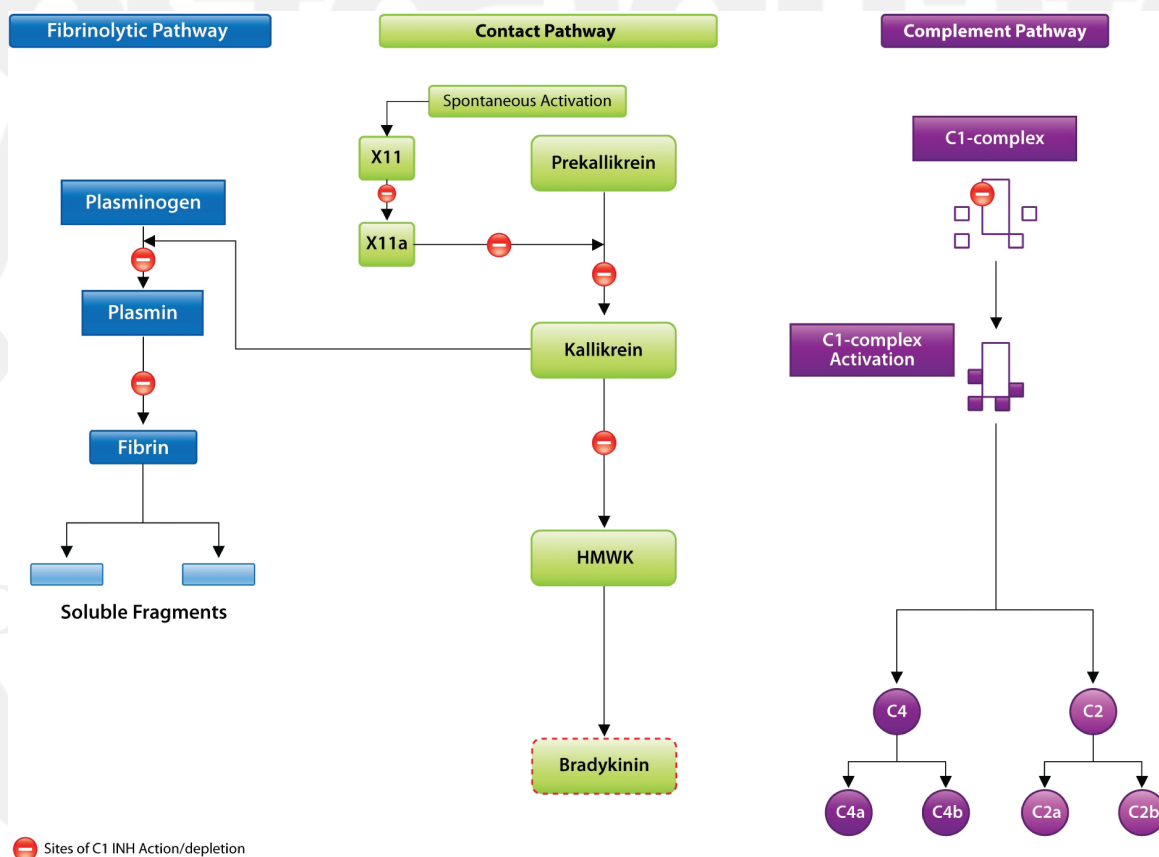 Fibrinolytic Pathway
Contact Pathway
Complement Pathway
Spontaneous Activation
C1-complex
X11
Prekallikrein
Plasminogen
X11a
Plasmin
Kallikrein
C1-complex
Activation
Fibrin
HMWK
Soluble Fragments
C4
C2
Bradykinin
C4a
C4b
C2a
C2b
Sites of C1 INH Action/depletion